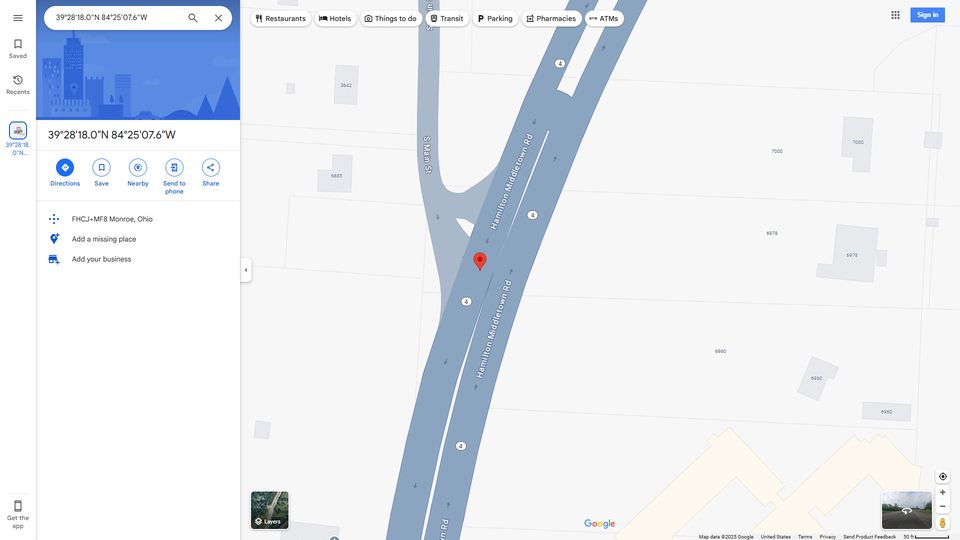 39°28'18.0"N 84°25'07.6"W
Restaurants
Hotels
Things to do
Transit
Parking
Pharmacies
ATMs
Sign in
Saved
Recents
39°28'18.
0"N...
39°28'18.0"N 84°25'07.6"W
Directions
Save
Nearby
Send to
phone
Share
FHCJ+MF8 Monroe, Ohio
Add a missing place
Add your business
Get the
app
3642
6885
S Main St
Hamilton Middletown Rd
Hamilton Middletown Rd
4
4
4
4
7000
7000
6978
6978
6960
6960
6960
Layers
Google
Map data ©2025 Google
United States
Terms
Privacy
Send Product Feedback
50 ft